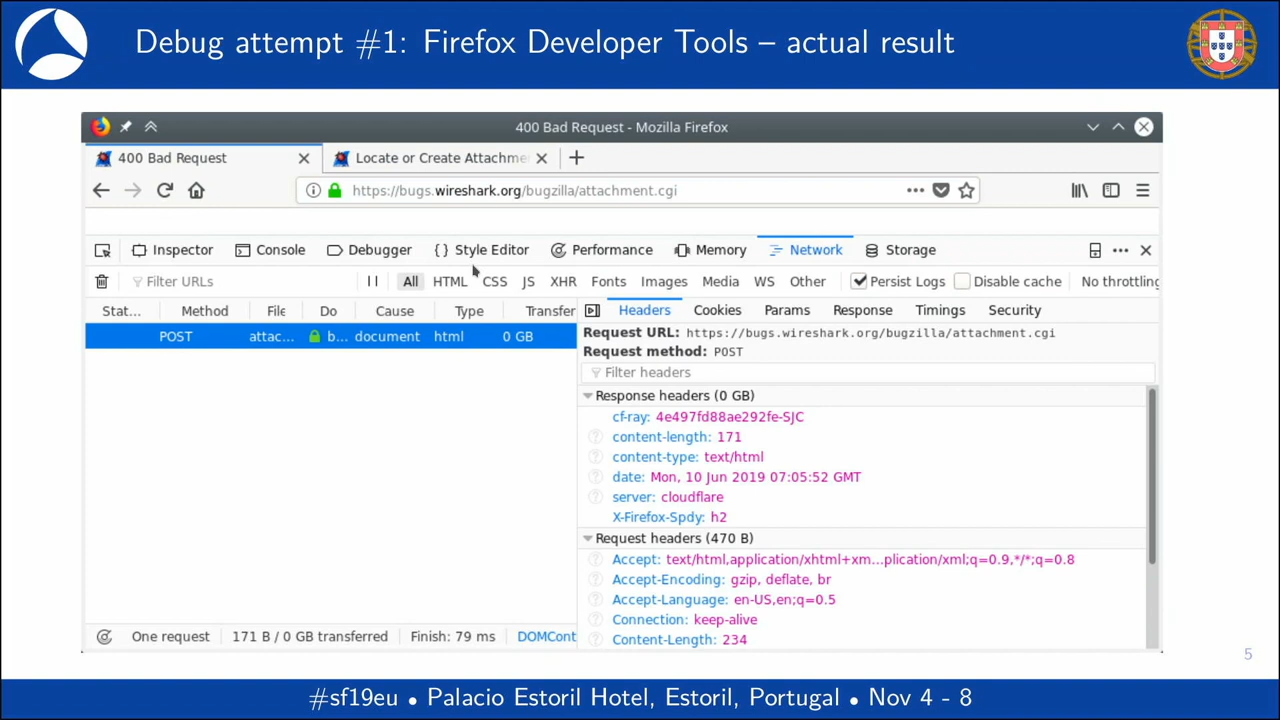 Debug attempt #1: Firefox Developer Tools – actual result
400 Bad Request - Mozilla Firefox
400 Bad Request
Locate or Create Attachme
https://bugs.wireshark.org/bugzilla/attachment.cgi
Inspector Console Debugger { } Style Editor Performance Memory Network Storage
Filter URLs All HTML CSS JS XHR Fonts Images Media WS Other Persist Logs Disable cache No throttling
Stat... Method File Do Cause Type Transfer
POST attac... b... document html 0 GB
Headers Cookies Params Response Timings Security
Request URL: https://bugs.wireshark.org/bugzilla/attachment.cgi
Request method: POST
Filter headers
Response headers (0 GB)
cf-ray: 4e497fd88ae292fe-SJC
content-length: 171
content-type: text/html
date: Mon, 10 Jun 2019 07:05:52 GMT
server: cloudflare
X-Firefox-Spdy: h2
Request headers (470 B)
Accept: text/html,application/xhtml+xm...plication/xml;q=0.9,*/*;q=0.8
Accept-Encoding: gzip, deflate, br
Accept-Language: en-US,en;q=0.5
Connection: keep-alive
Content-Length: 234
One request 171 B / 0 GB transferred Finish: 79 ms DOMCont
5
#sf19eu • Palacio Estoril Hotel, Estoril, Portugal • Nov 4 - 8